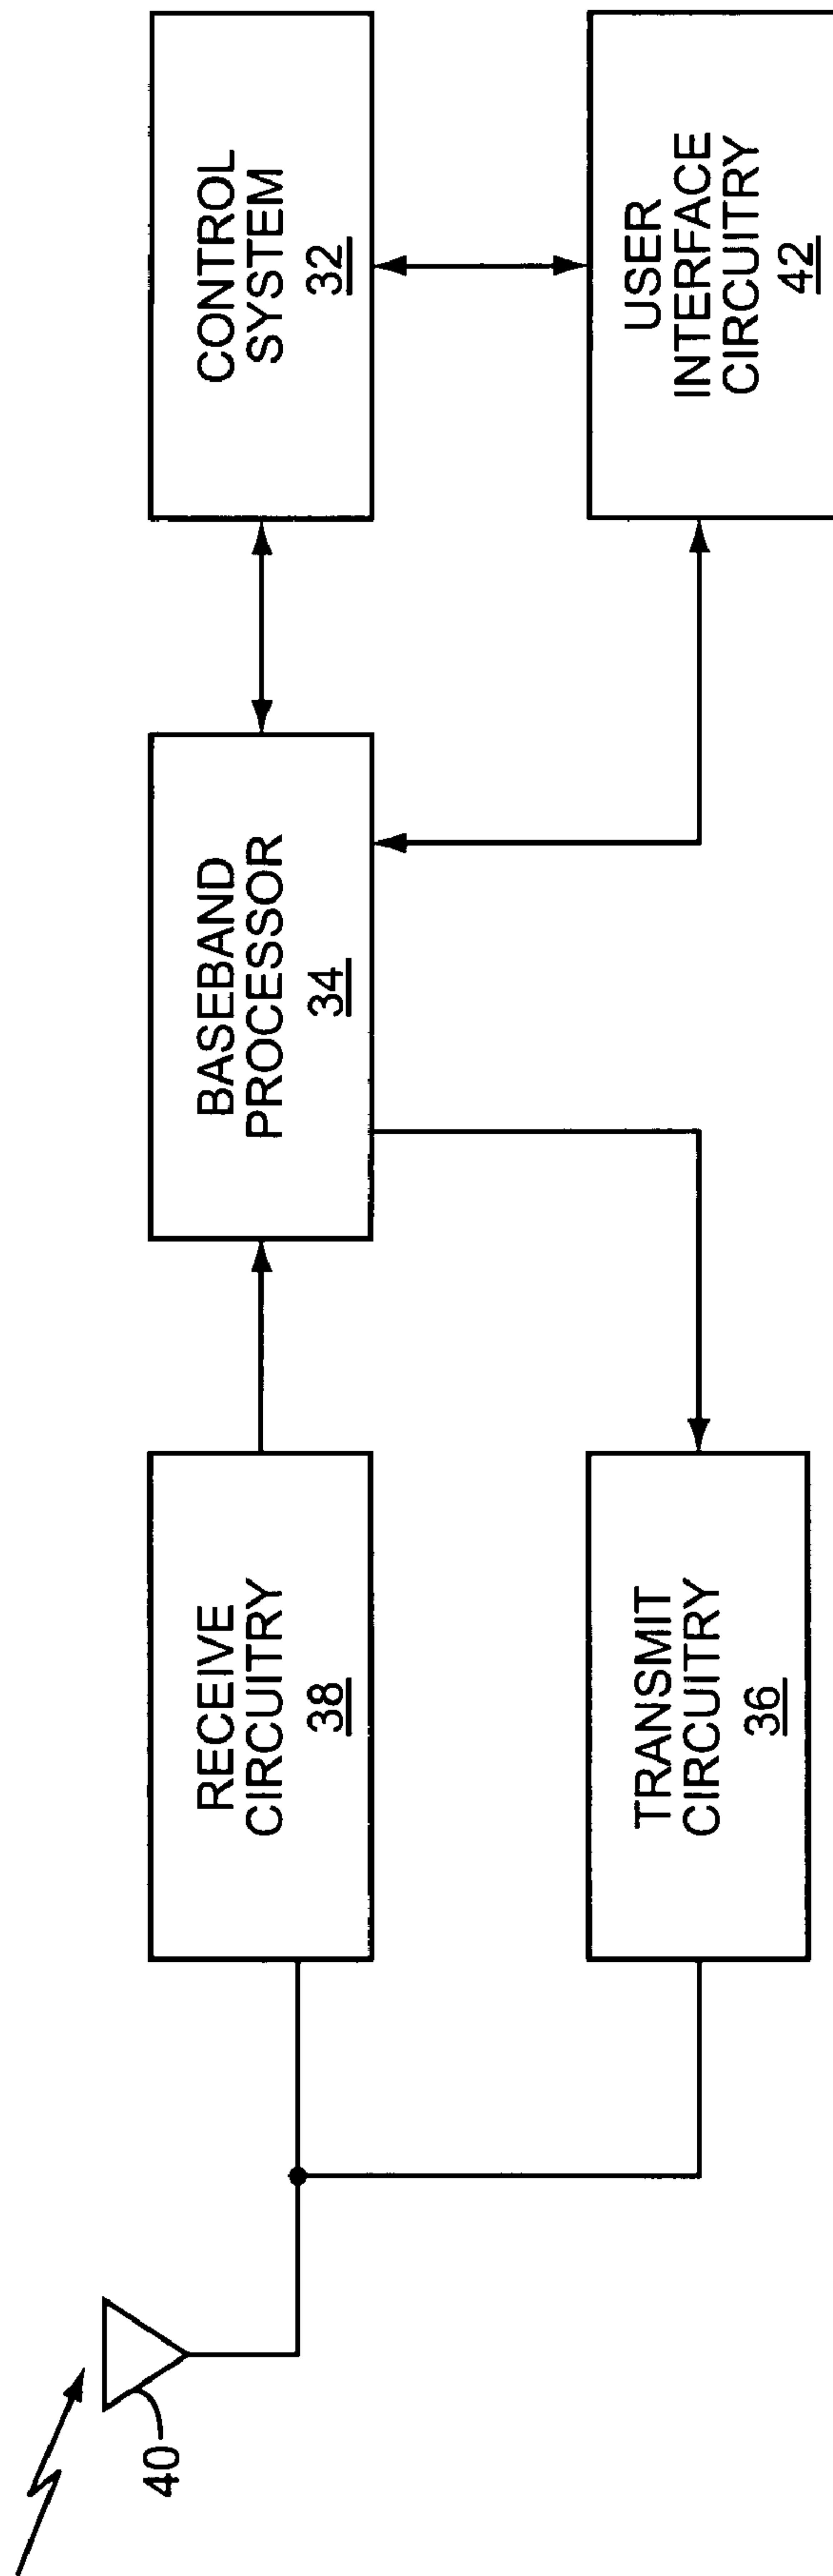 40
RECEIVE
CIRCUITRY
38
BASEBAND
PROCESSOR
34
CONTROL
SYSTEM
32
TRANSMIT
CIRCUITRY
36
USER
INTERFACE
CIRCUITRY
42